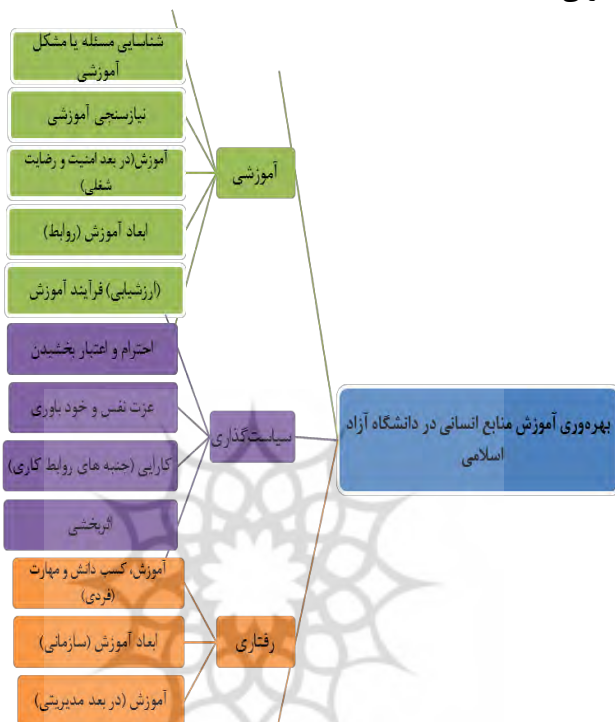 بهره‌وری آموزش منابع انسانی در دانشگاه آزاد
اسلامی
آموزشی
شناسایی مسئله یا مشکل
آموزشی
نیازسنجی آموزشی
آموزش(در بعد امنیت و رضایت
شغلی)
ابعاد آموزش (روابط)
(ارزشیابی) فرآیند آموزش
سیاست‌گذاری
احترام و اعتبار بخشیدن
عزت نفس و خود باوری
کارایی (جنبه های روابط کاری)
اثربخشی
رفتاری
آموزش، کسب دانش و مهارت
(فردی)
ابعاد آموزش (سازمانی)
آموزش (در بعد مدیریتی)